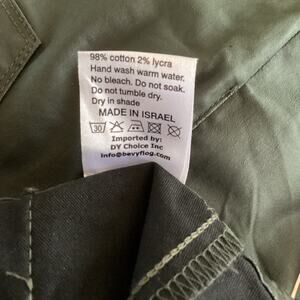 98% cotton 2% lycra
Hand wash warm water.
No bleach. Do not soak.
Do not tumble dry.
Dry in shade
MADE IN ISRAEL
30
Imported by:
DY Choice Inc
info@bevyflog.com